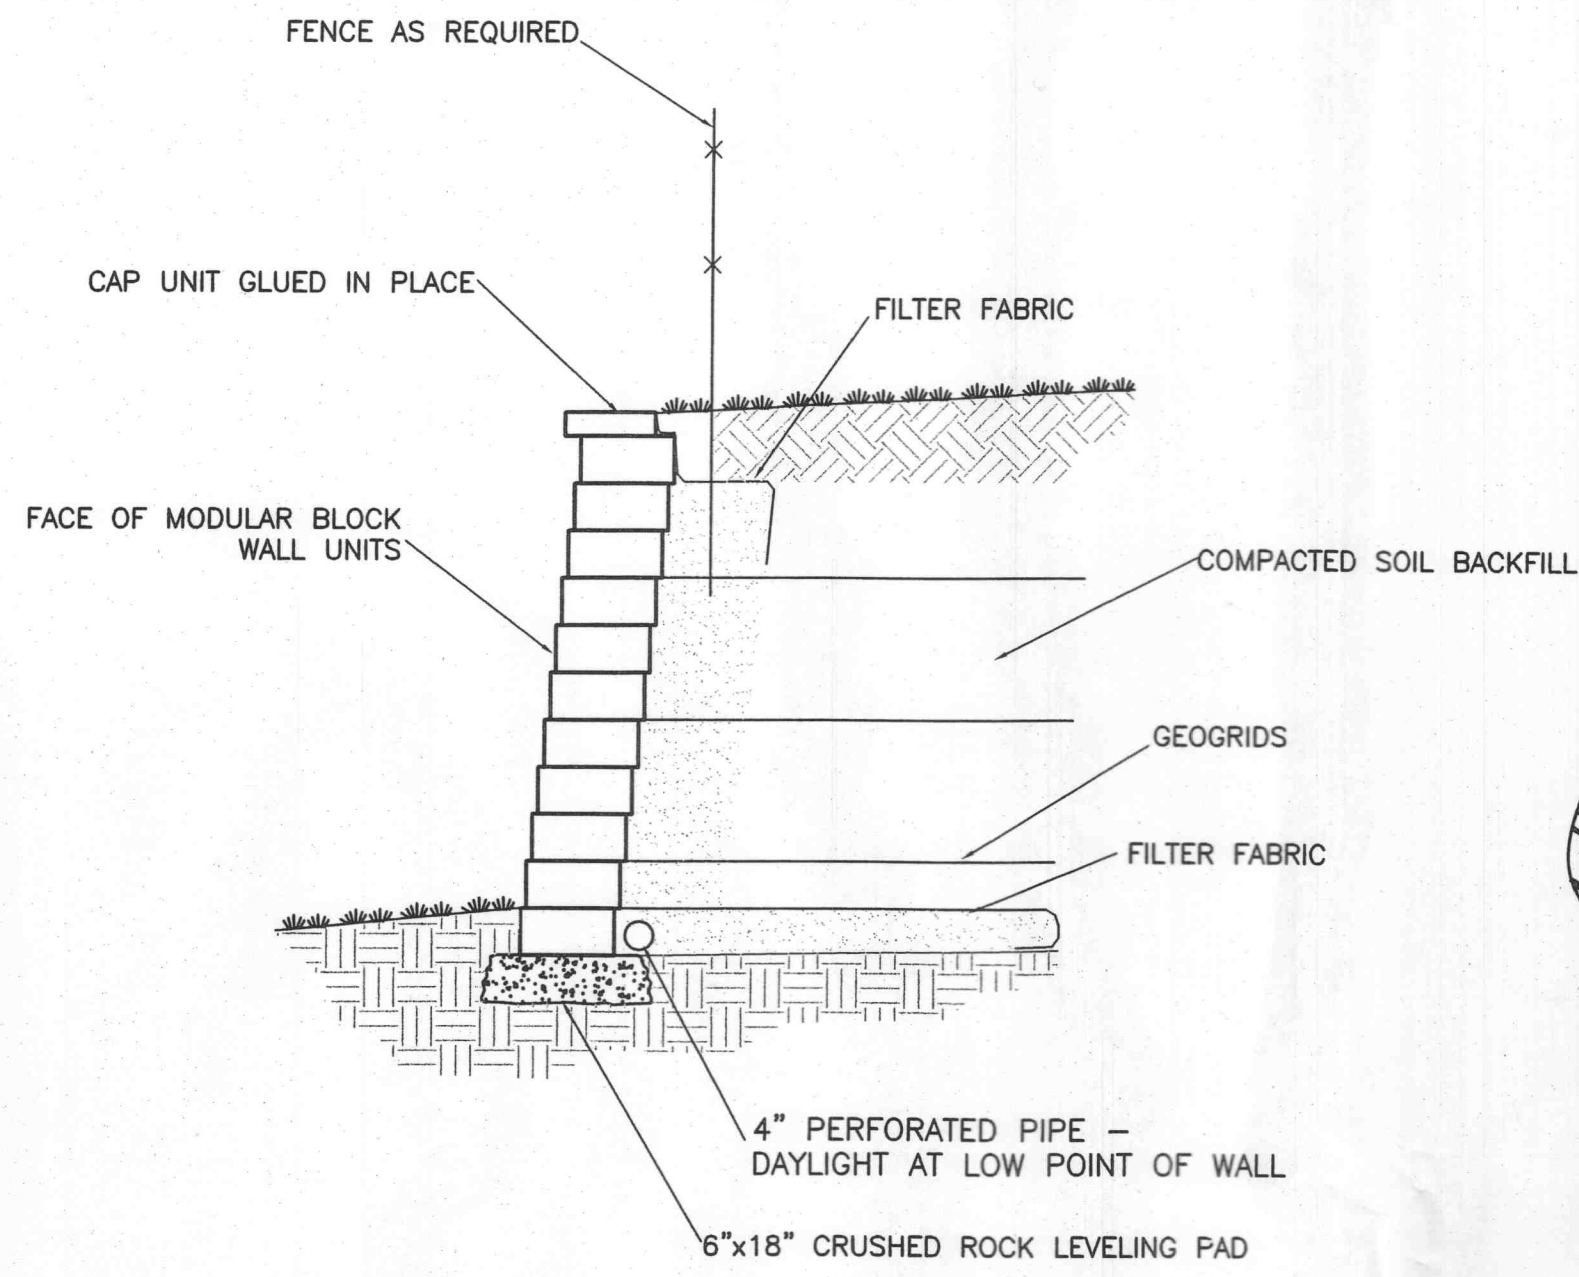 FENCE AS REQUIRED
CAP UNIT GLUED IN PLACE
FILTER FABRIC
FACE OF MODULAR BLOCK
WALL UNITS
COMPACTED SOIL BACKFILL
GEOGRIDS
FILTER FABRIC
4" PERFORATED PIPE –
DAYLIGHT AT LOW POINT OF WALL
6"x18" CRUSHED ROCK LEVELING PAD